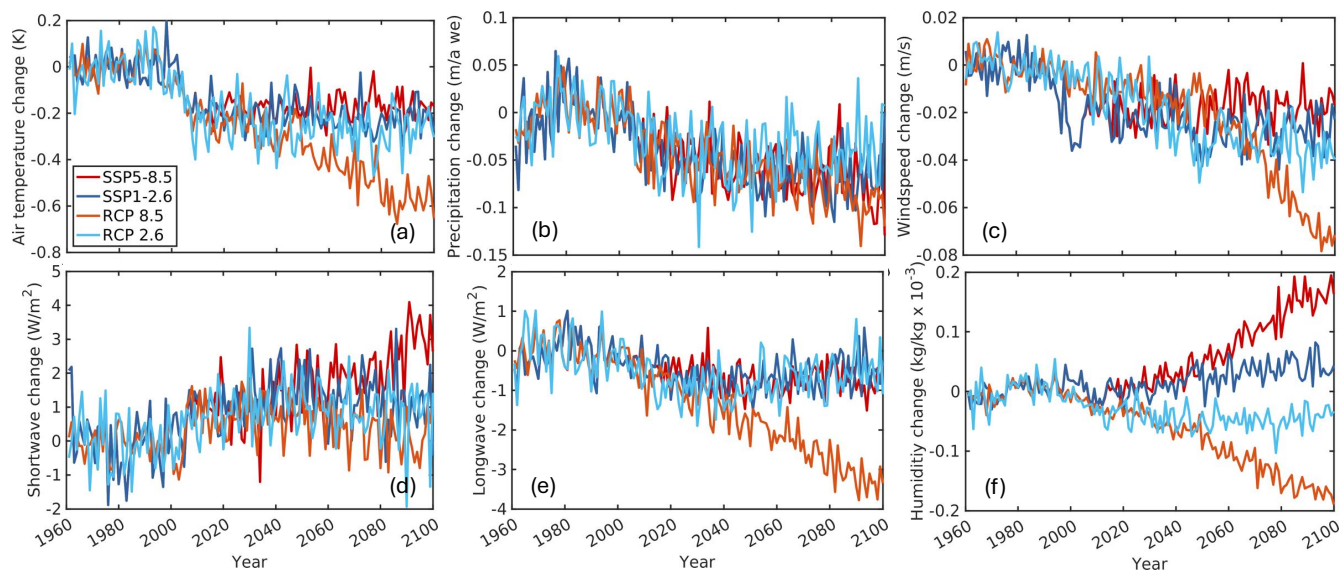 Air temperature change (K)
0.2
0
-0.2
-0.4
-0.6
-0.8
SSP5-8.5
SSP1-2.6
RCP 8.5
RCP 2.6
(a)
Precipitation change (m/a we)
0.1
0.05
0
-0.05
-0.1
-0.15
(b)
Windspeed change (m/s)
0.02
0
-0.02
-0.04
-0.06
-0.08
(c)
Shortwave change (W/m²)
5
4
3
2
1
0
-1
-2
(d)
1960 1980 2000 2020 2040 2060 2080 2100
Year
Longwave change (W/m²)
2
1
0
-1
-2
-3
-4
(e)
1960 1980 2000 2020 2040 2060 2080 2100
Year
Humiditiy change (kg/kg x 10⁻³)
0.2
0.1
0
-0.1
-0.2
(f)
1960 1980 2000 2020 2040 2060 2080 2100
Year